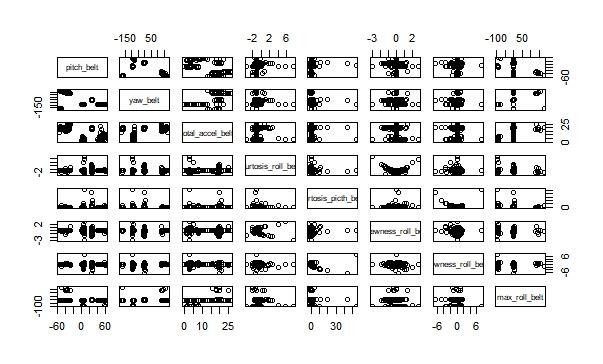 -150 50
-2 2 6
-3 0 2
-100 50
pitch_belt
-60
-150
yaw_belt
otal_accel_belt
0 25
-2
urtosis_roll_be
rtosis_picth_be
0
-3 2
ewness_roll_be
wness_roll_be
-6 6
-100
max_roll_belt
-60 0 60
0 10 25
0 30
-6 0 6